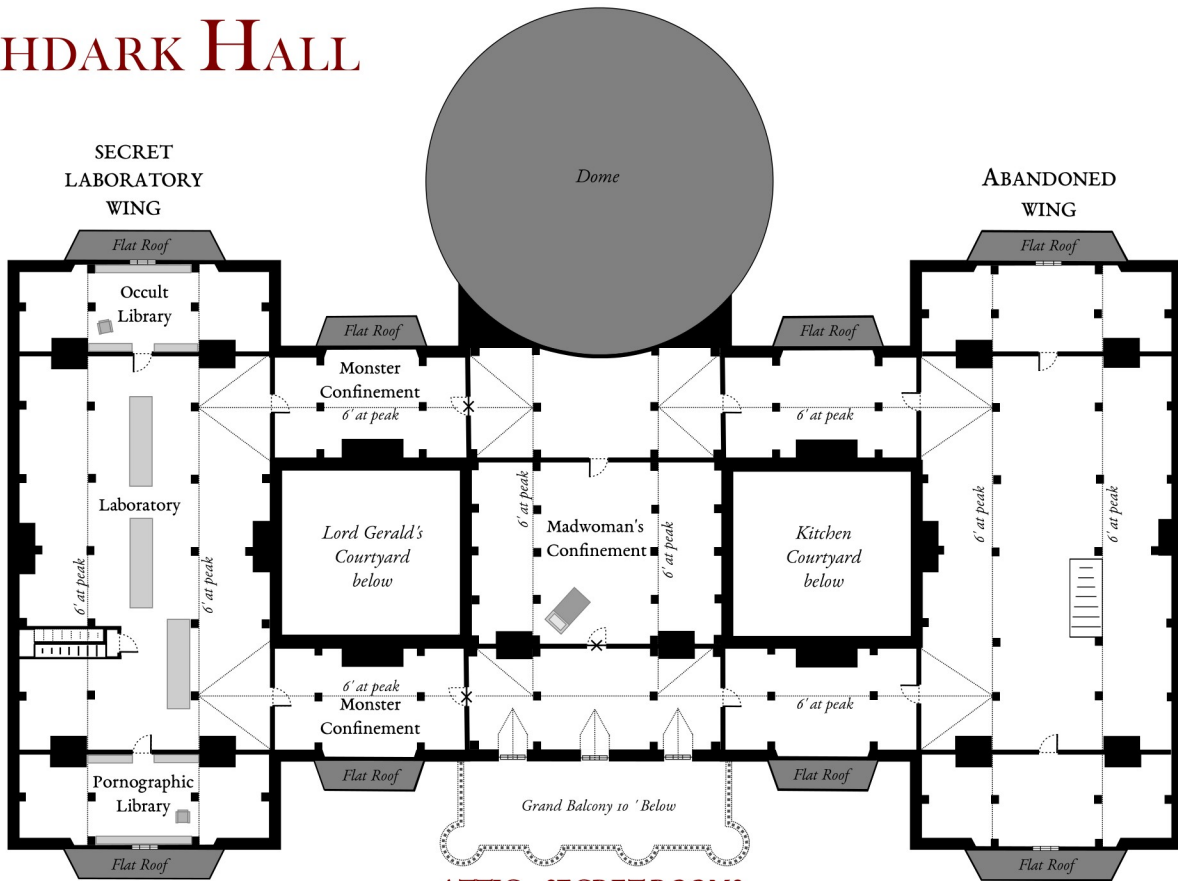 HDARK HALL
Dome
SECRET
LABORATORY
WING
ABANDONED
WING
Flat Roof
Flat Roof
Occult
Library
Flat Roof
Flat Roof
Monster
Confinement
6' at peak
6' at peak
Laboratory
6' at peak
6' at peak
Lord Gerald's
Courtyard
below
6' at peak
Madwoman's
Confinement
6' at peak
Kitchen
Courtyard
below
6' at peak
6' at peak
6' at peak
Monster
Confinement
6' at peak
Flat Roof
Flat Roof
Pornographic
Library
Grand Balcony 10 ' Below
Flat Roof
Flat Roof